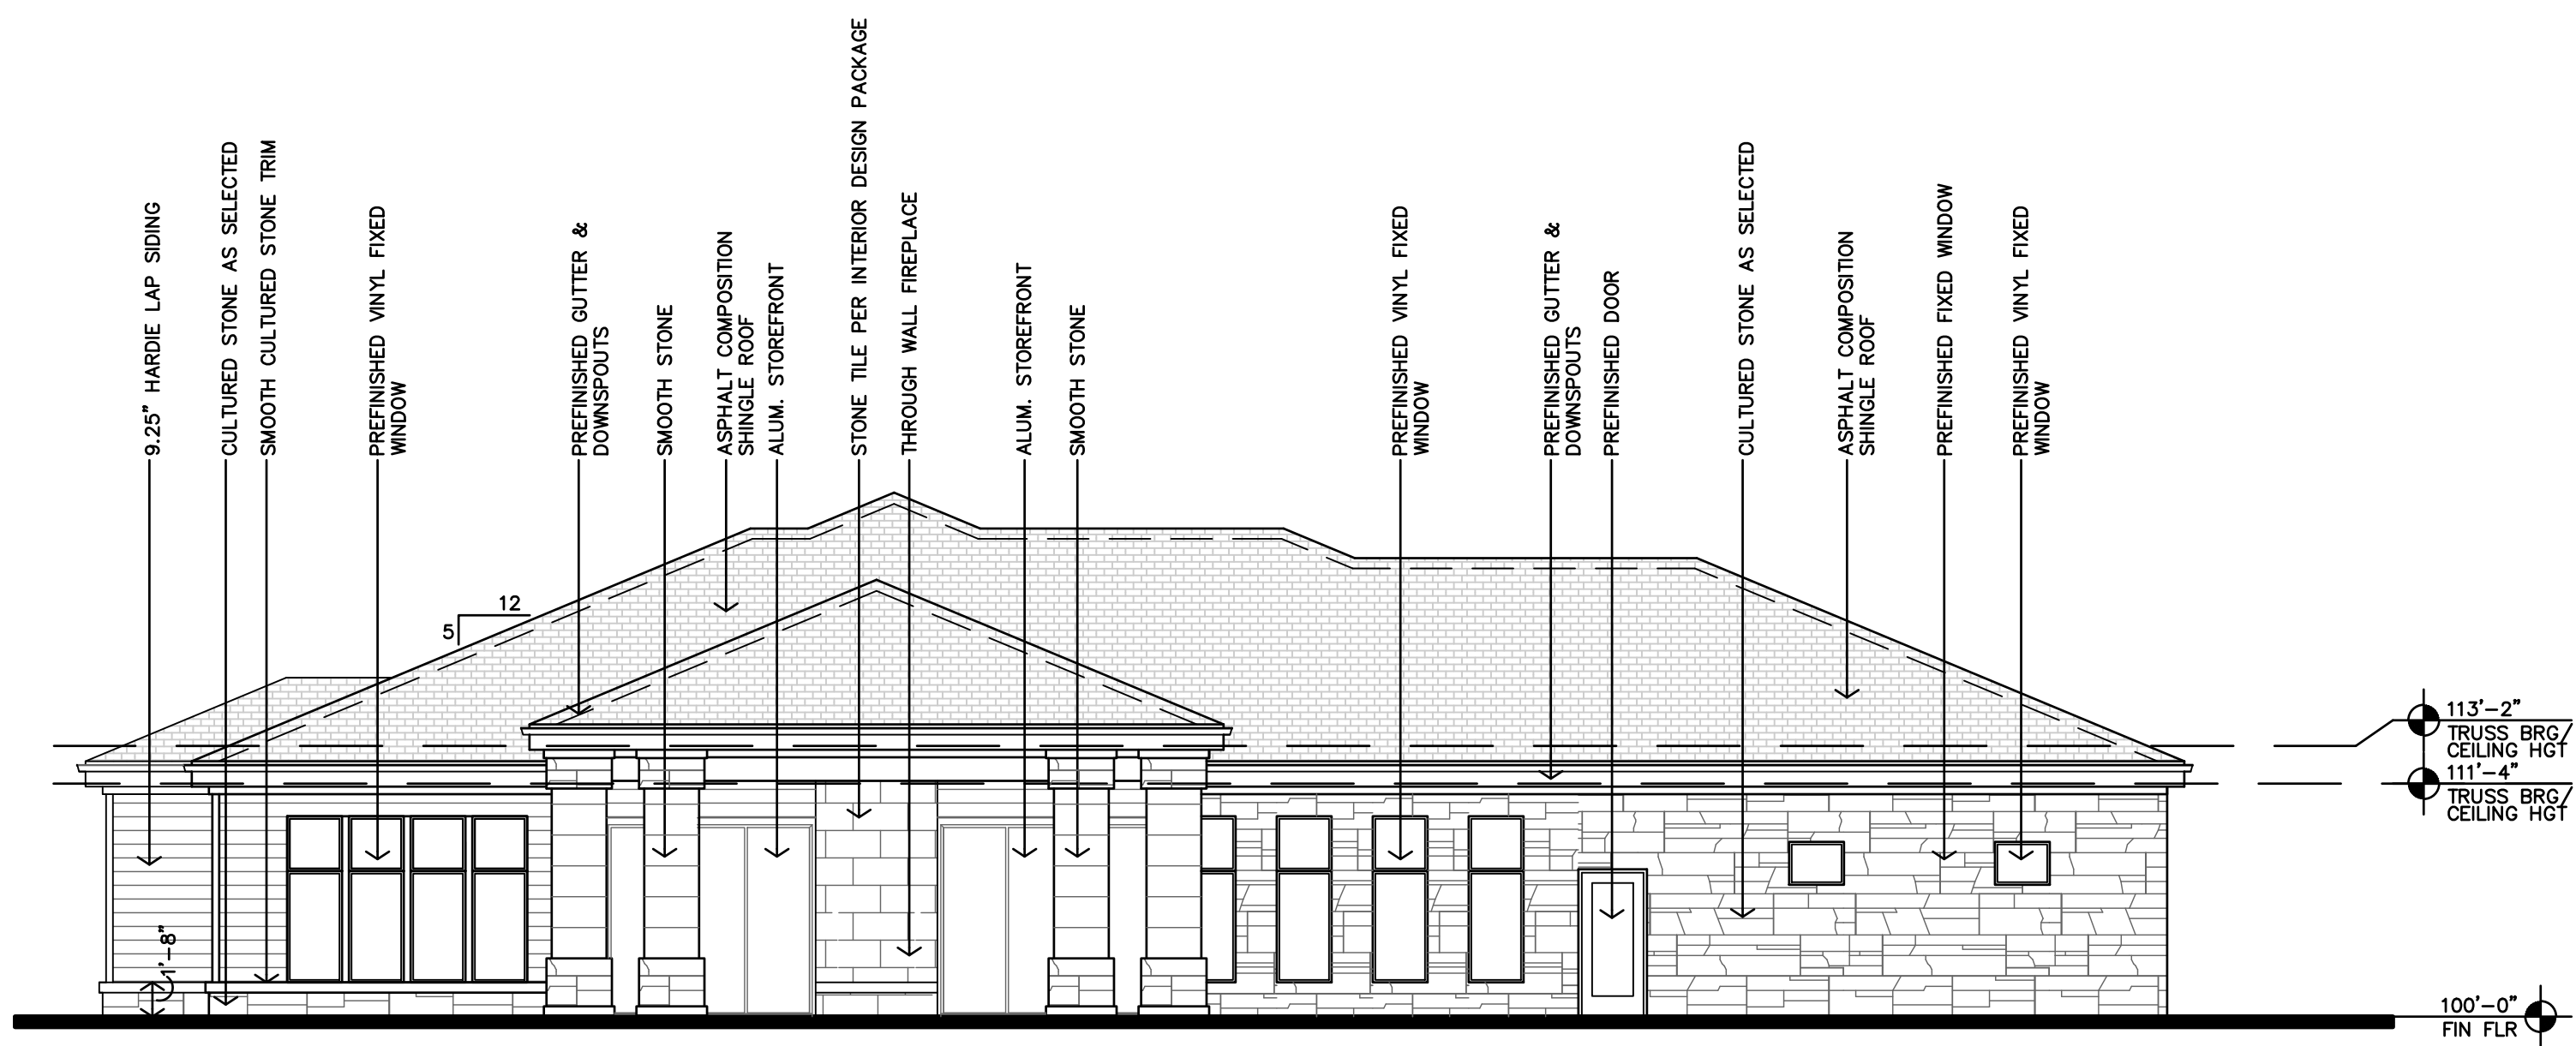 9.25" HARDIE LAP SIDING
CULTURED STONE AS SELECTED
SMOOTH CULTURED STONE TRIM
PREFINISHED VINYL FIXED
WINDOW
PREFINISHED GUTTER &
DOWNSPOUTS
SMOOTH STONE
ASPHALT COMPOSITION
SHINGLE ROOF
ALUM. STOREFRONT
STONE TILE PER INTERIOR DESIGN PACKAGE
THROUGH WALL FIREPLACE
ALUM. STOREFRONT
SMOOTH STONE
PREFINISHED VINYL FIXED
WINDOW
PREFINISHED GUTTER &
DOWNSPOUTS
PREFINISHED DOOR
CULTURED STONE AS SELECTED
ASPHALT COMPOSITION
SHINGLE ROOF
PREFINISHED FIXED WINDOW
PREFINISHED VINYL FIXED
WINDOW
12
5
1'-8"
113'-2"
TRUSS BRG/
CEILING HGT
111'-4"
TRUSS BRG/
CEILING HGT
100'-0"
FIN FLR